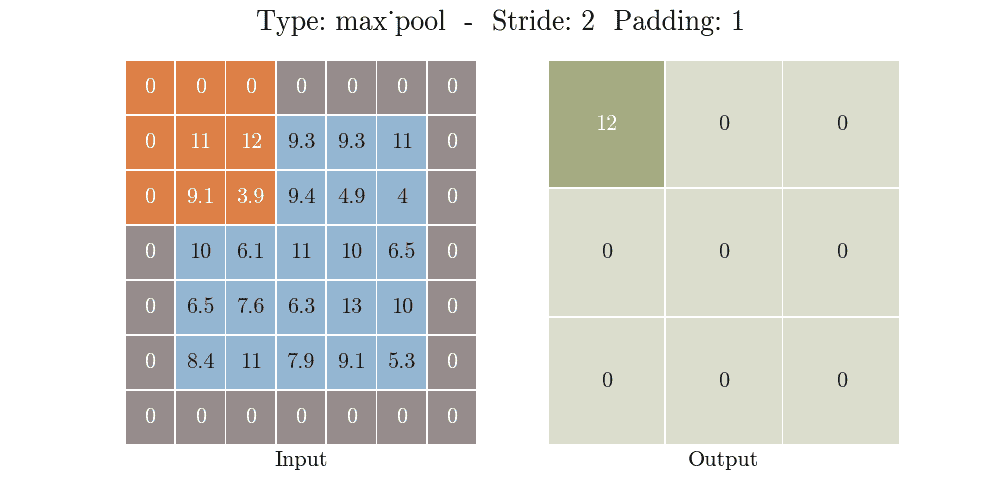 Type: max˙pool - Stride: 2 Padding: 1
0 0 0 0 0 0 0
0 11 12 9.3 9.3 11 0
0 9.1 3.9 9.4 4.9 4 0
0 10 6.1 11 10 6.5 0
0 6.5 7.6 6.3 13 10 0
0 8.4 11 7.9 9.1 5.3 0
0 0 0 0 0 0 0
Input
12 0 0
0 0 0
0 0 0
Output